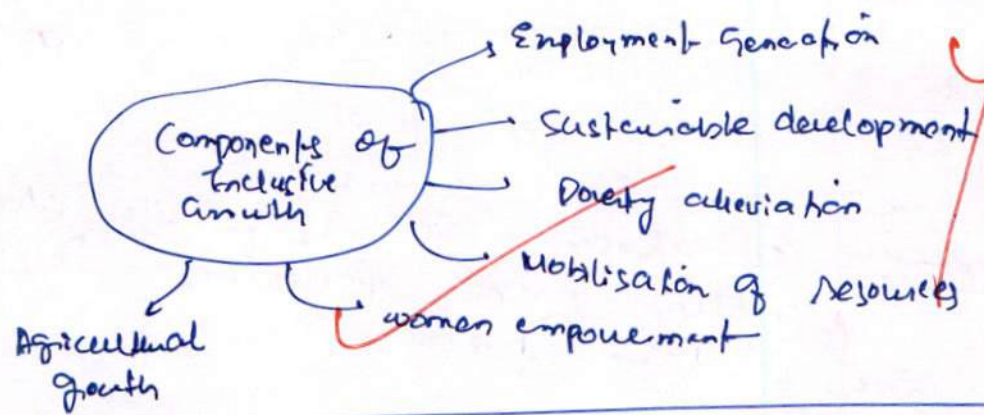 Components of
Inclusive
Growth
Employment Generation
Sustainable development
Poverty alleviation
Mobilisation of resources
women empowerment
Agricultural
growth